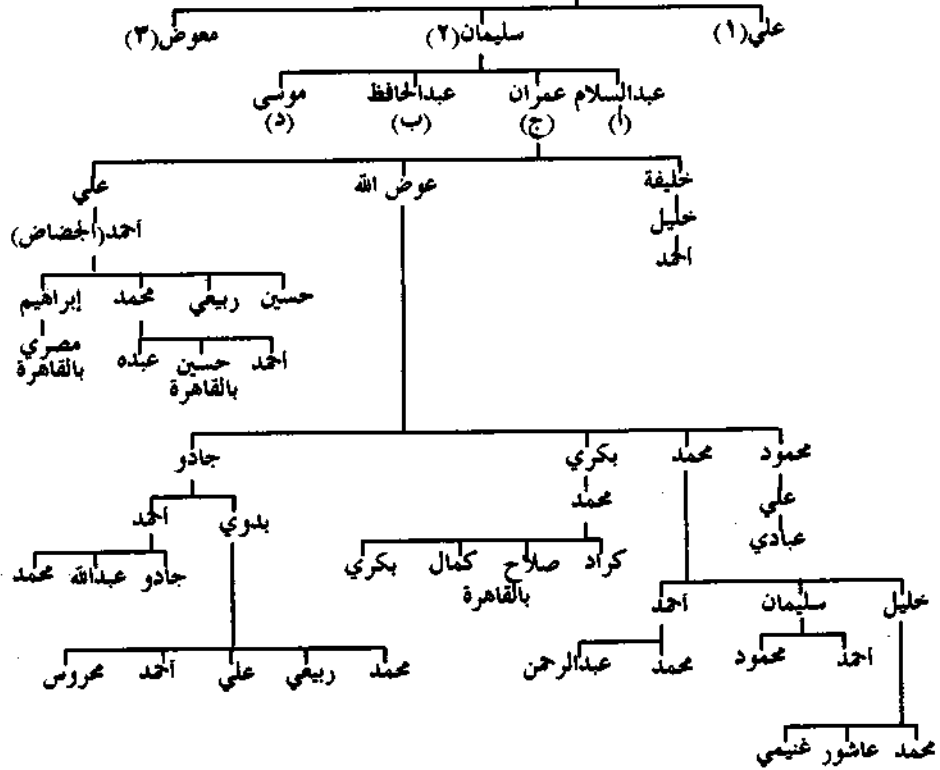 علي(١) سليمان(٢) معوض(٣)
عبدالسلام عمران عبدالحافظ موسى
(أ) (ج) (ب) (د)
خليفة عوض الله علي
خليل أحمد(الجضاض)
أحمد
حسين ربيعي محمد إبراهيم
أحمد حسين عبده مصري
بالقاهرة بالقاهرة
محمود محمد بكري جادو
علي محمد بدوي أحمد
عبادي
كراد صلاح كمال بكري جادو عبدالله محمد
بالقاهرة
خليل سليمان أحمد
أحمد محمود محمد عبدالرحمن محمد ربيعي علي أحمد محروس
محمد عاشور غنيمي